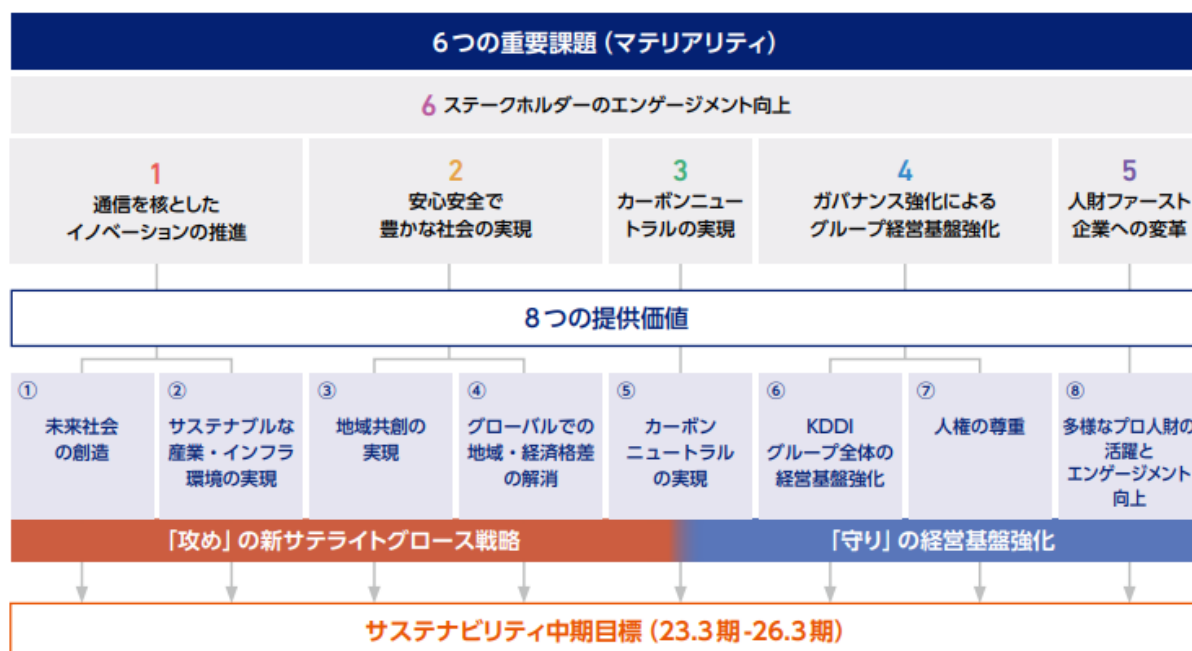 6つの重要課題（マテリアリティ）
6 ステークホルダーのエンゲージメント向上
1
通信を核とした
イノベーションの推進
2
安心安全で
豊かな社会の実現
3
カーボンニュー
トラルの実現
4
ガバナンス強化による
グループ経営基盤強化
5
人財ファースト
企業への変革
8つの提供価値
①
未来社会
の創造
②
サステナブルな
産業・インフラ
環境の実現
③
地域共創の
実現
④
グローバルでの
地域・経済格差
の解消
⑤
カーボン
ニュートラル
の実現
⑥
KDDI
グループ全体の
経営基盤強化
⑦
人権の尊重
⑧
多様なプロ人財の
活躍と
エンゲージメント
向上
「攻め」の新サテライトグロース戦略
「守り」の経営基盤強化
サステナビリティ中期目標（23.3期-26.3期）